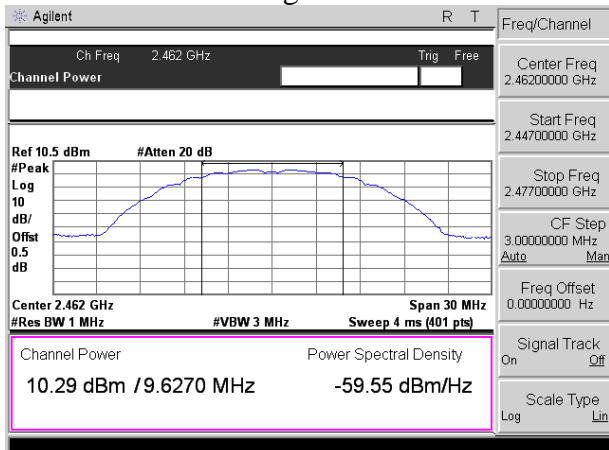 Agilent R T
Ch Freq 2.462 GHz Trig Free
Channel Power
Ref 10.5 dBm #Atten 20 dB
#Peak
Log
10
dB/
Offst
0.5
dB
Center 2.462 GHz Span 30 MHz
#Res BW 1 MHz #VBW 3 MHz Sweep 4 ms (401 pts)
Channel Power Power Spectral Density
10.29 dBm / 9.6270 MHz -59.55 dBm/Hz
Freq/Channel
Center Freq
2.46200000 GHz
Start Freq
2.44700000 GHz
Stop Freq
2.47700000 GHz
CF Step
3.00000000 MHz
Auto Man
Freq Offset
0.00000000 Hz
Signal Track
On Off
Scale Type
Log Lin